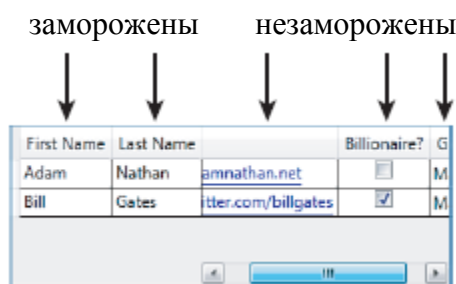 заморожены незаморожены
First Name Last Name Billionaire? G
Adam Nathan amnathan.net M
Bill Gates itter.com/billgates M